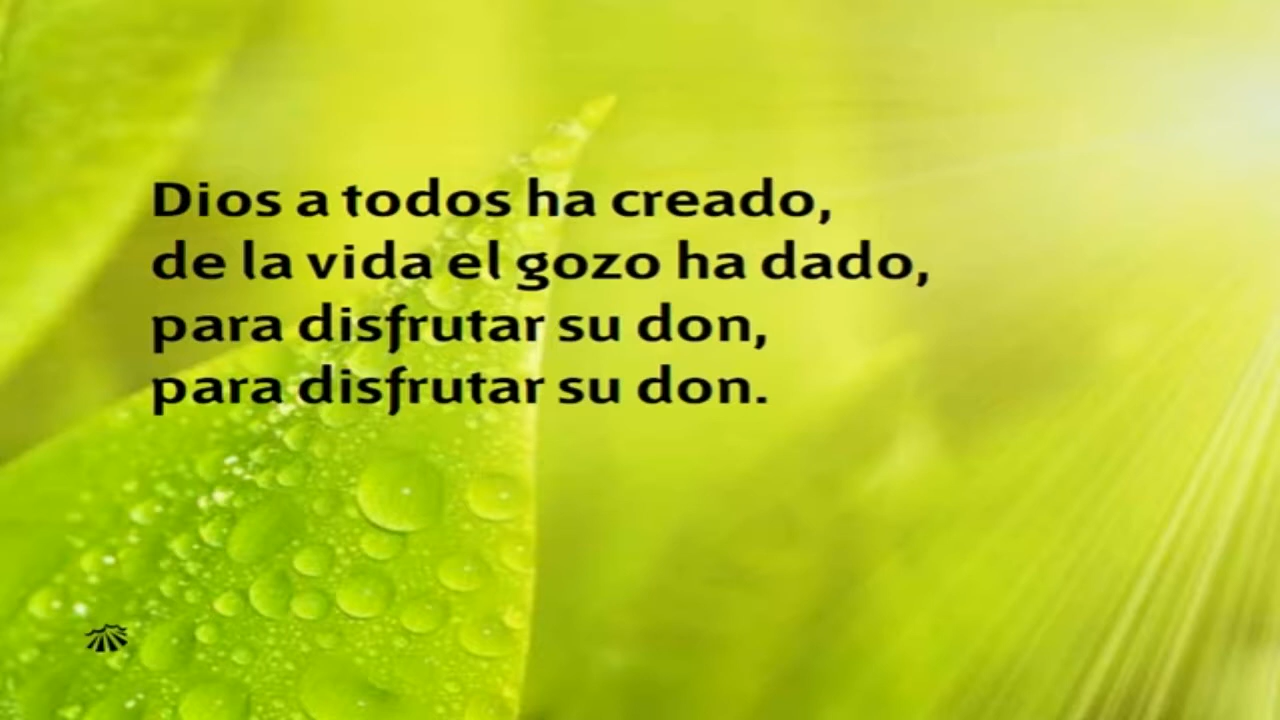 Dios a todos ha creado,
de la vida el gozo ha dado,
para disfrutar su don,
para disfrutar su don.